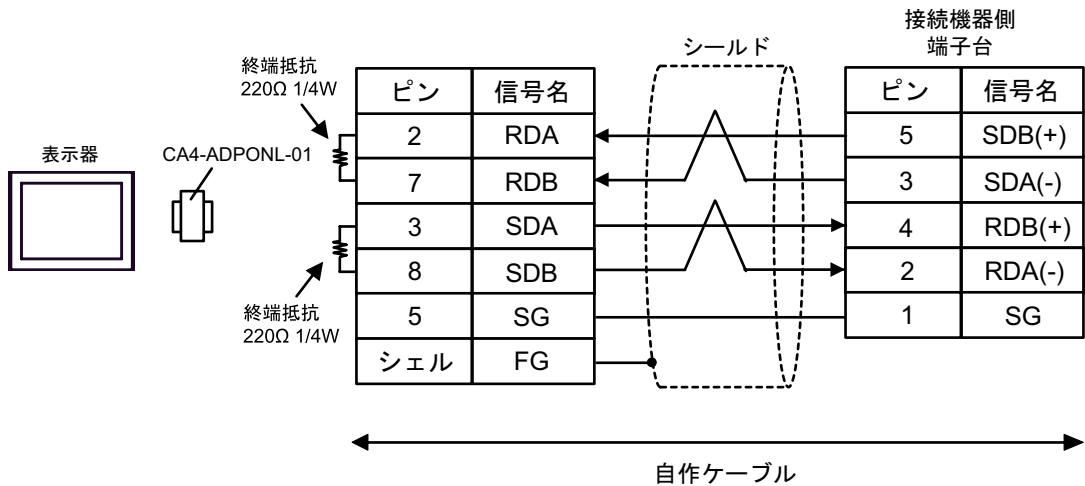 接続機器側
端子台
シールド
終端抵抗
220Ω 1/4W
表示器
CA4-ADPONL-01
ピン 信号名
2 RDA
7 RDB
3 SDA
8 SDB
5 SG
シェル FG
ピン 信号名
5 SDB(+)
3 SDA(-)
4 RDB(+)
2 RDA(-)
1 SG
終端抵抗
220Ω 1/4W
自作ケーブル